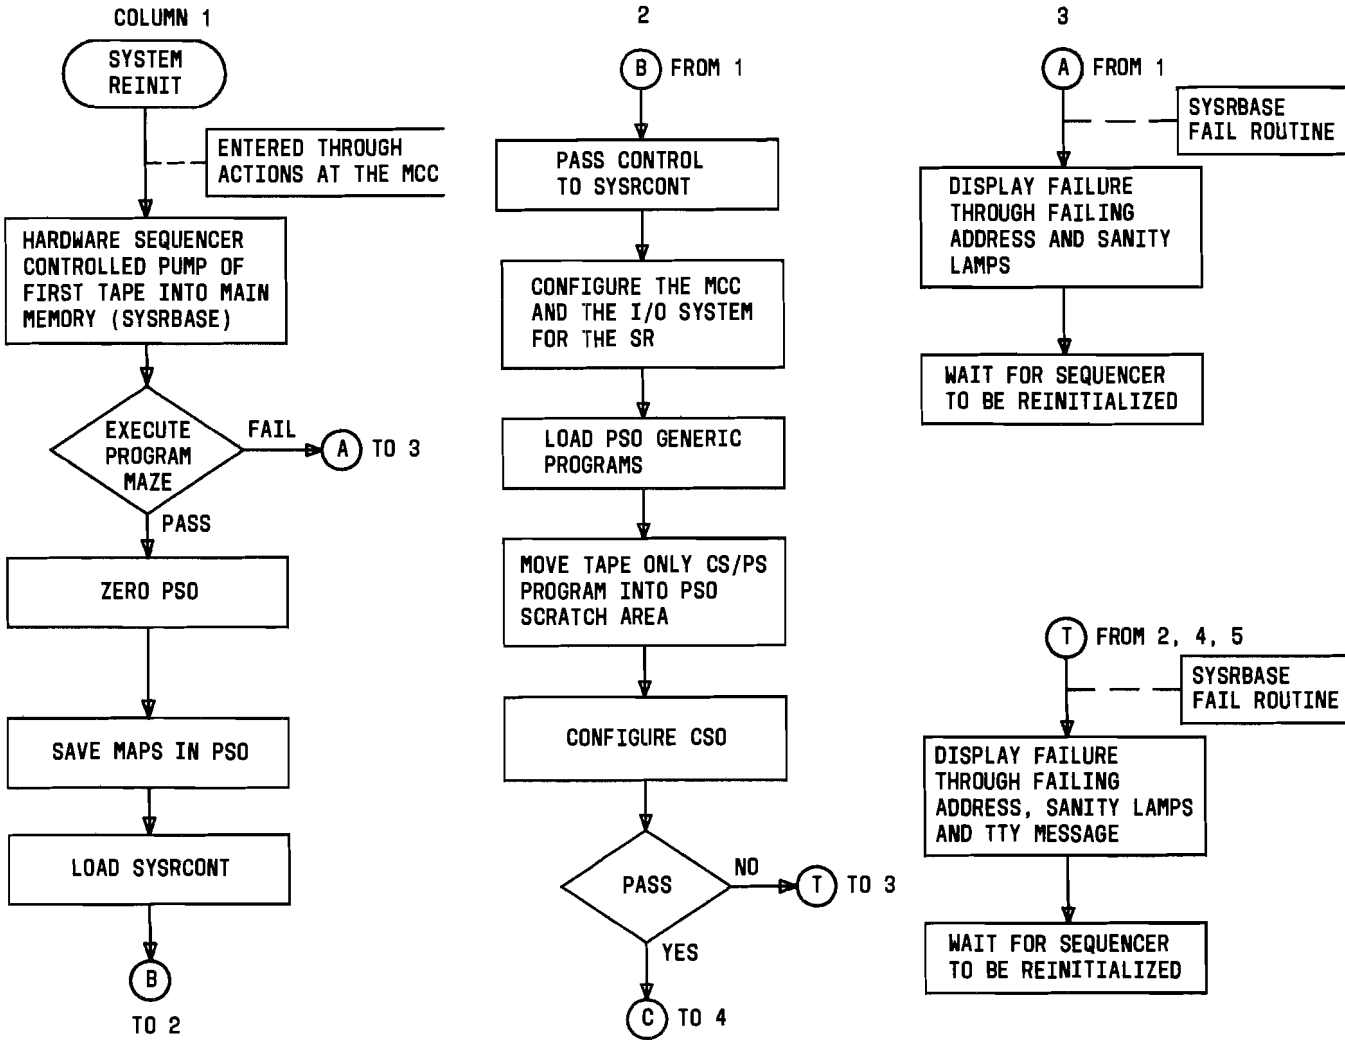 COLUMN 1
SYSTEM
REINIT
ENTERED THROUGH
ACTIONS AT THE MCC
HARDWARE SEQUENCER
CONTROLLED PUMP OF
FIRST TAPE INTO MAIN
MEMORY (SYSRBASE)
EXECUTE
PROGRAM
MAZE
FAIL
A TO 3
PASS
ZERO PSO
SAVE MAPS IN PSO
LOAD SYSRCONT
B
TO 2
2
B FROM 1
PASS CONTROL
TO SYSRCONT
CONFIGURE THE MCC
AND THE I/O SYSTEM
FOR THE SR
LOAD PSO GENERIC
PROGRAMS
MOVE TAPE ONLY CS/PS
PROGRAM INTO PSO
SCRATCH AREA
CONFIGURE CSO
PASS
NO
T TO 3
YES
C TO 4
3
A FROM 1
SYSRBASE
FAIL ROUTINE
DISPLAY FAILURE
THROUGH FAILING
ADDRESS AND SANITY
LAMPS
WAIT FOR SEQUENCER
TO BE REINITIALIZED
T FROM 2, 4, 5
SYSRBASE
FAIL ROUTINE
DISPLAY FAILURE
THROUGH FAILING
ADDRESS, SANITY LAMPS
AND TTY MESSAGE
WAIT FOR SEQUENCER
TO BE REINITIALIZED